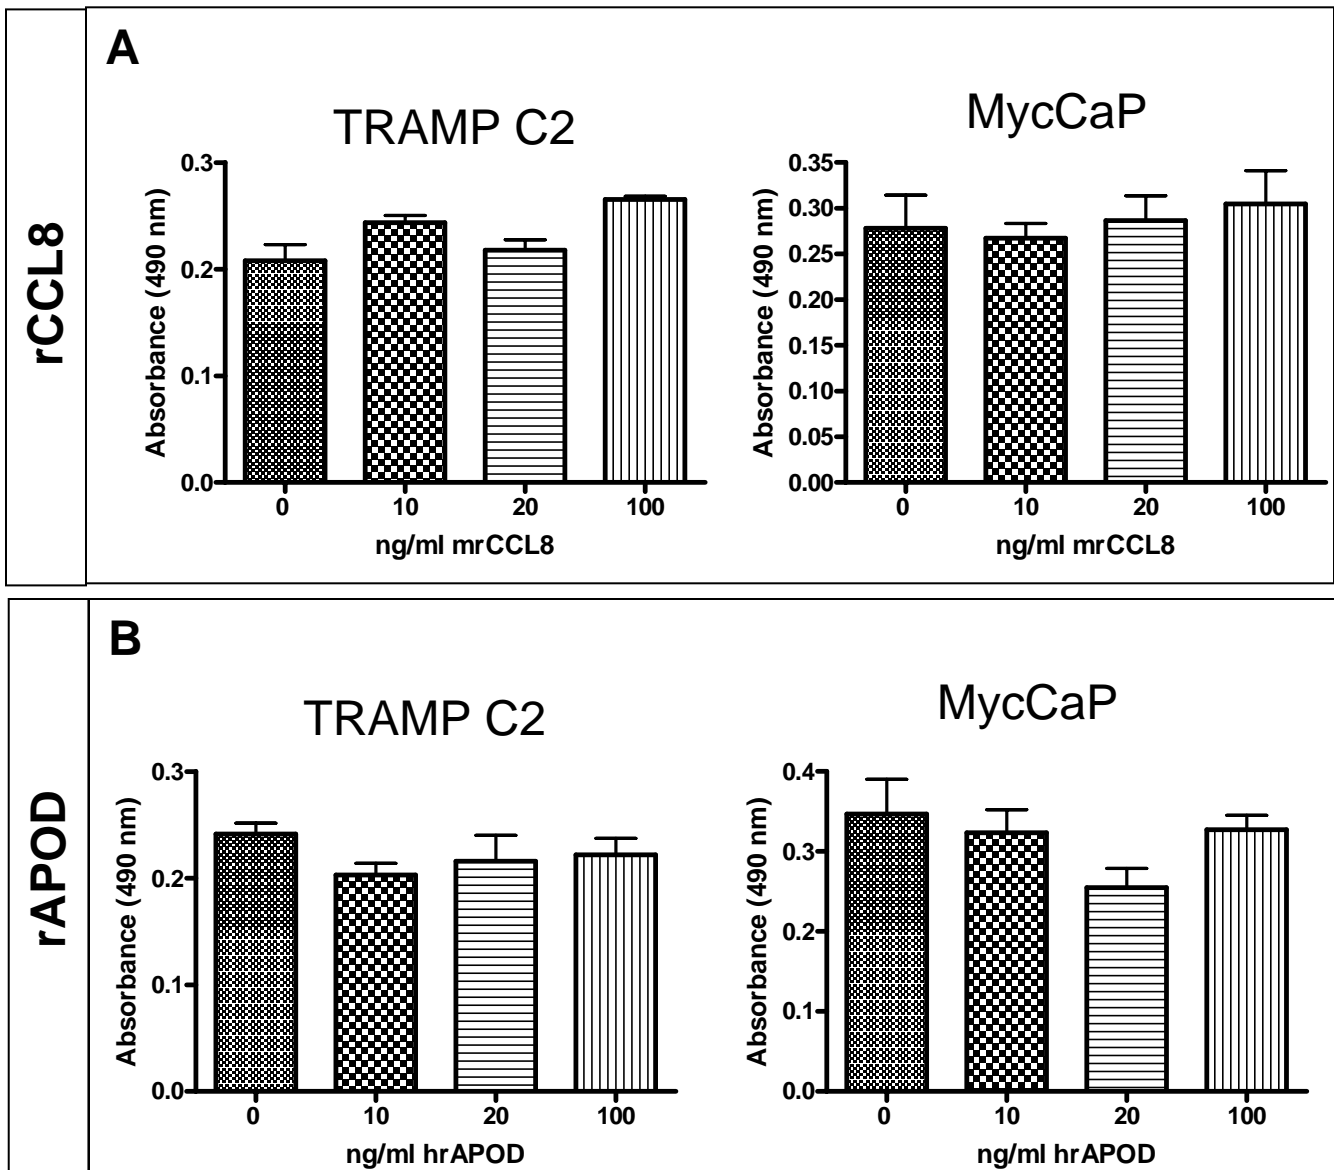 rCCL8
A
TRAMP C2
Absorbance (490 nm)
0.3
0.2
0.1
0.0
0 10 20 100
ng/ml mrCCL8
MycCaP
Absorbance (490 nm)
0.35
0.30
0.25
0.20
0.15
0.10
0.05
0.00
0 10 20 100
ng/ml mrCCL8
rAPOD
B
TRAMP C2
Absorbance (490 nm)
0.3
0.2
0.1
0.0
0 10 20 100
ng/ml hrAPOD
MycCaP
Absorbance (490 nm)
0.4
0.3
0.2
0.1
0.0
0 10 20 100
ng/ml hrAPOD